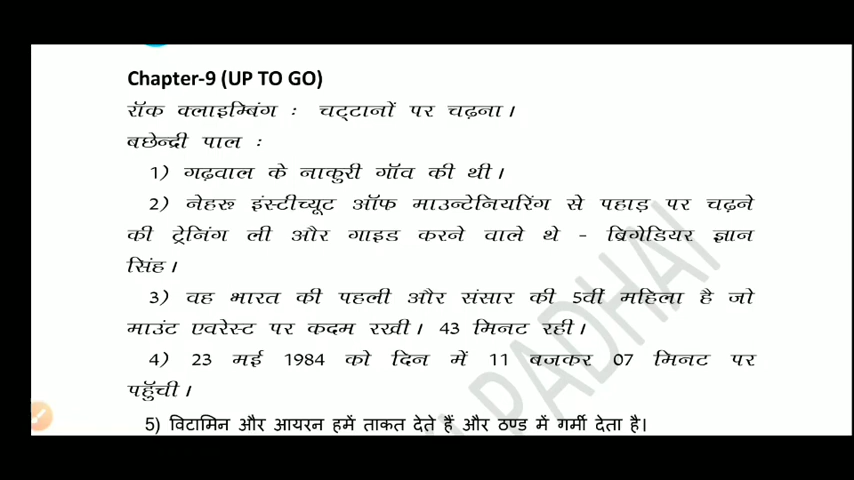 Chapter-9 (UP TO GO)
रॉक क्लाइम्बिंग : चट्टानों पर चढ़ना ।
बछेन्द्री पाल :
1) गढ़वाल के नाकुरी गॉव की थी ।
2) नेहरू इंस्टीच्यूट ऑफ माउन्टेनियरिंग से पहाड़ पर चढ़ने
की ट्रेनिंग ली और गाइड करने वाले थे - ब्रिगेडियर ज्ञान
सिंह ।
3) वह भारत की पहली और संसार की 5वीं महिला है जो
माउंट एवरेस्ट पर कदम रखी । 43 मिनट रही ।
4) 23 मई 1984 को दिन में 11 बजकर 07 मिनट पर
पहुॅची ।
5) विटामिन और आयरन हमें ताकत देते हैं और ठण्ड में गर्मी देता है।
PADHAI